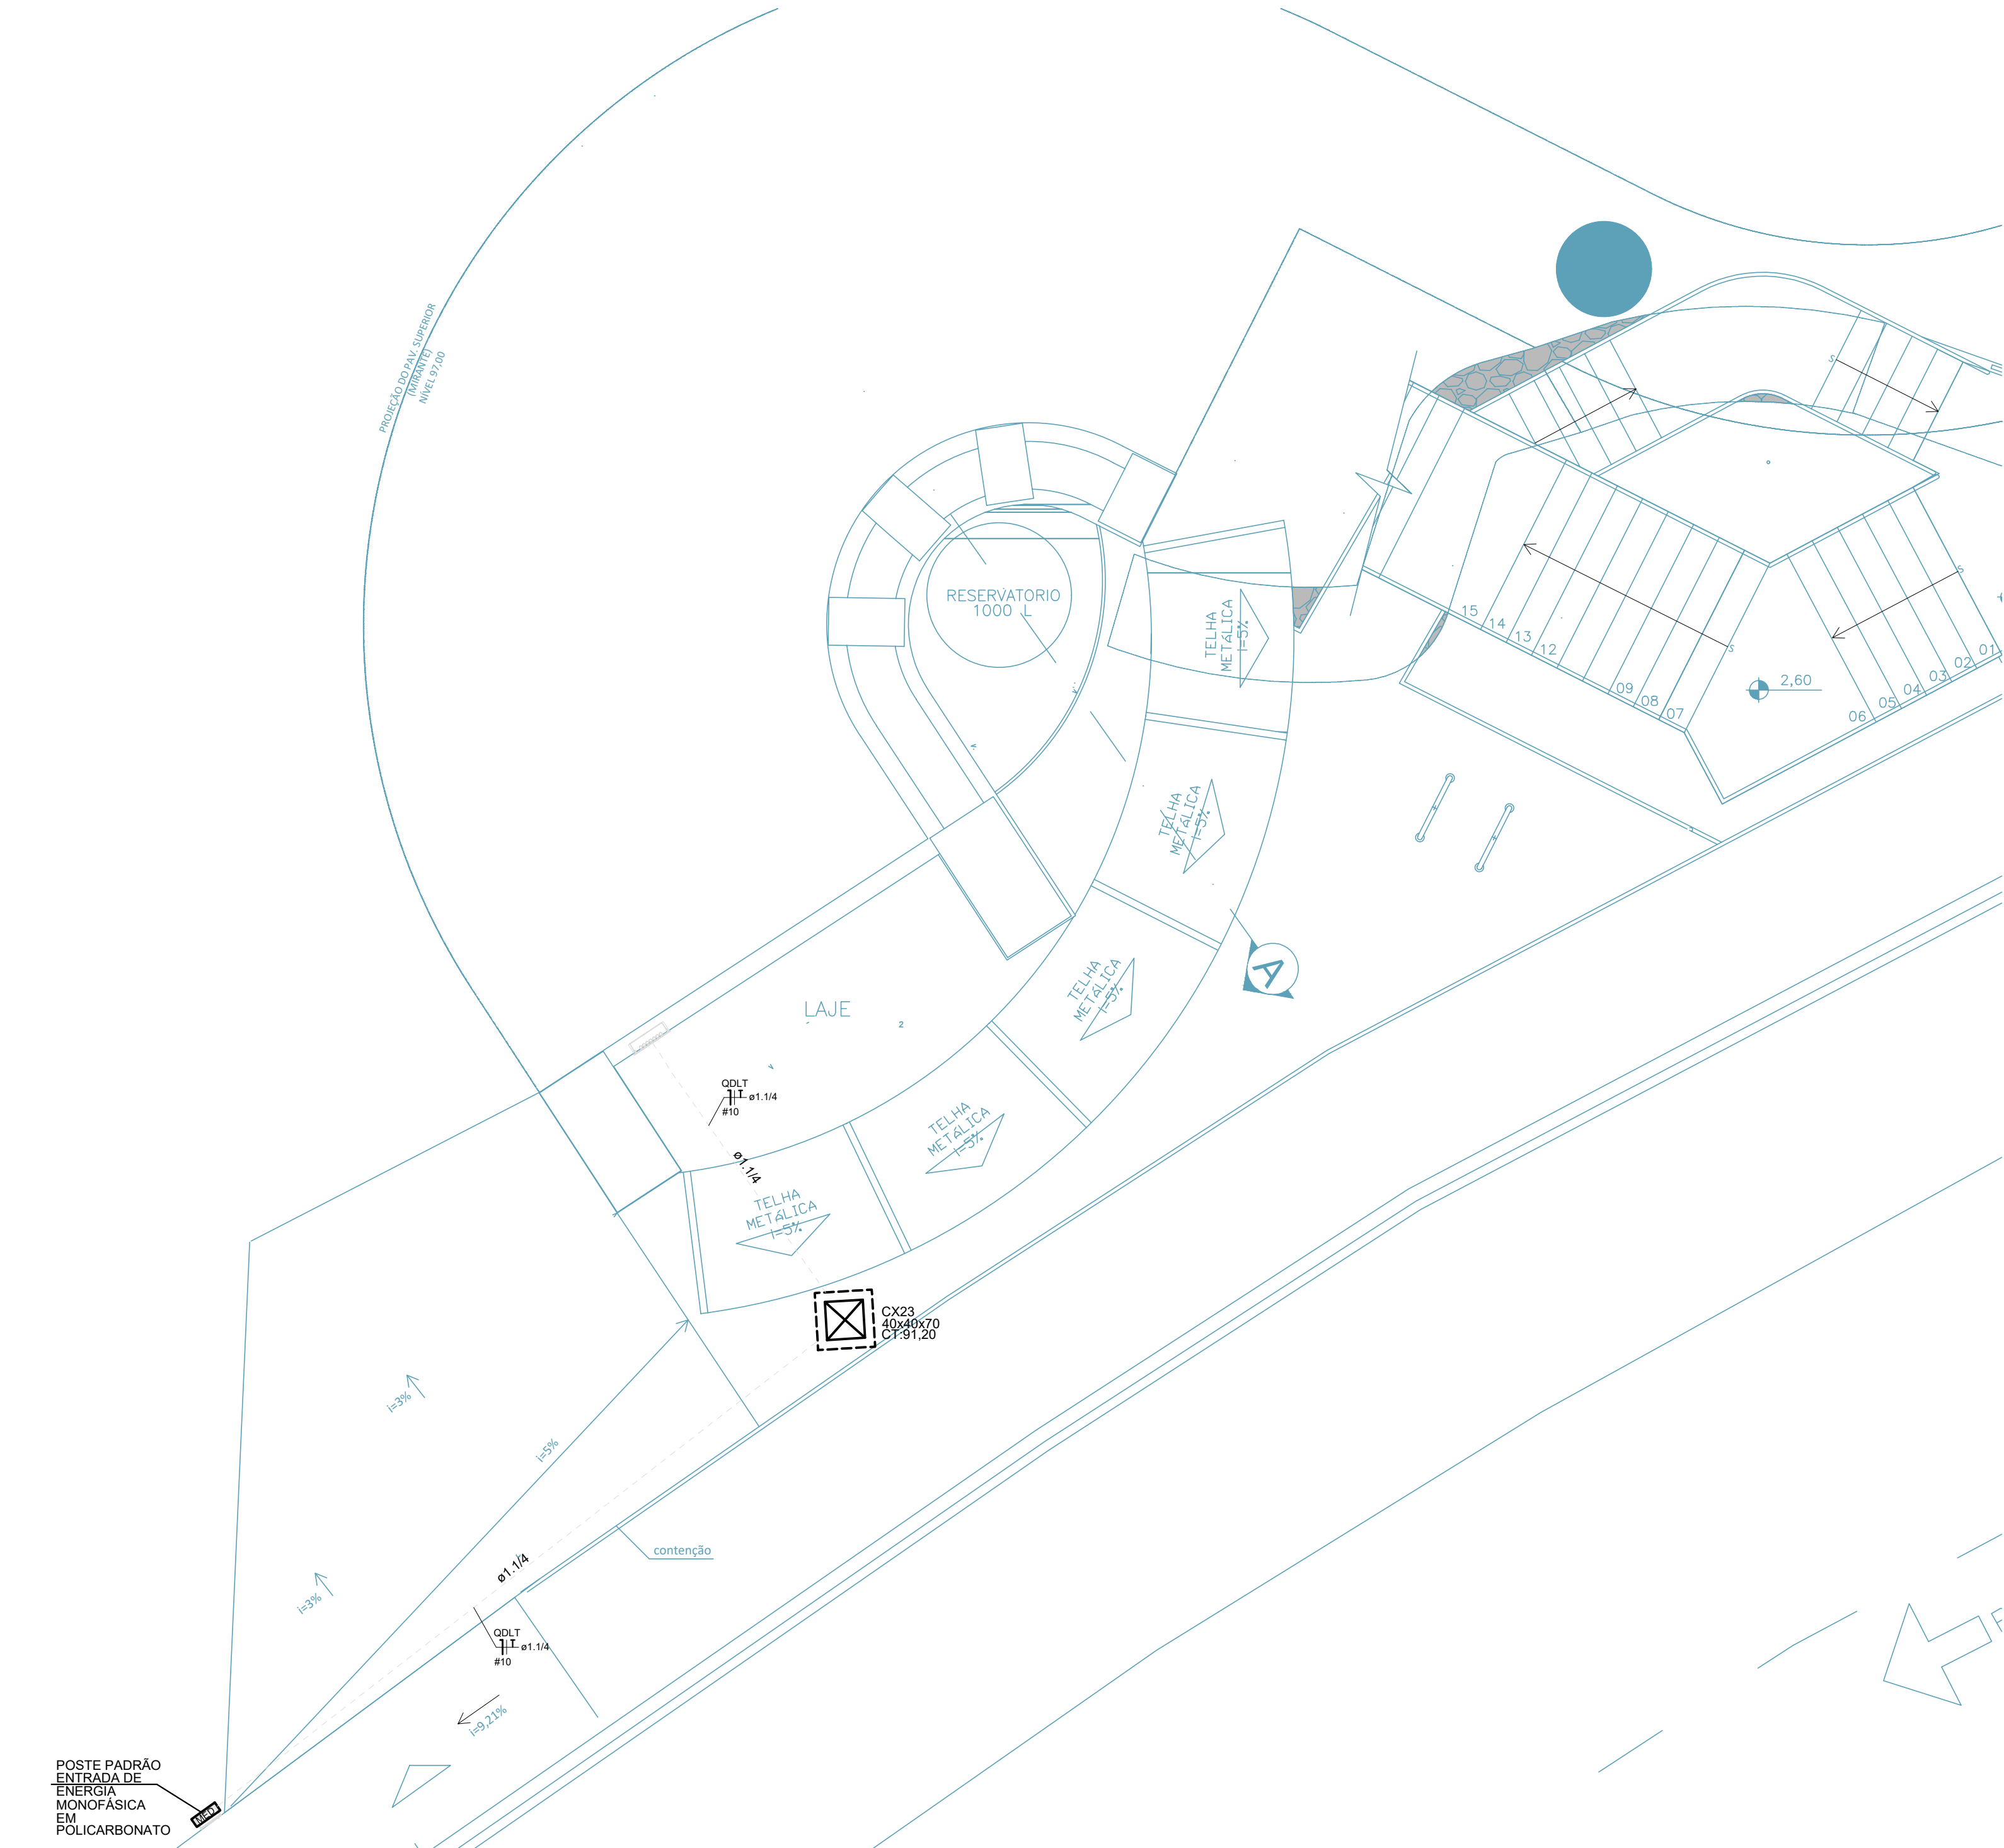 PROJEÇÃO DO PAV. SUPERIOR
(MIRANTE)
NÍVEL 97,00
RESERVATORIO
1000 L
TELHA
METáLICA
i=5%
TELHA
METáLICA
i=5%
TELHA
METáLICA
i=5%
TELHA
METáLICA
i=5%
TELHA
METáLICA
i=5%
S
S
S
15
14
13
12
09
08
07
06
05
04
03
02
01
2,60
A
LAJE
2
QDLT
ø1.1/4
#10
ø1.1/4
CX23
40x40x70
CT:91,20
i=3%
i=5%
i=3%
contenção
ø1.1/4
QDLT
ø1.1/4
#10
i=9,21%
POSTE PADRÃO
ENTRADA DE
ENERGIA
MONOFÁSICA
EM
POLICARBONATO
MED